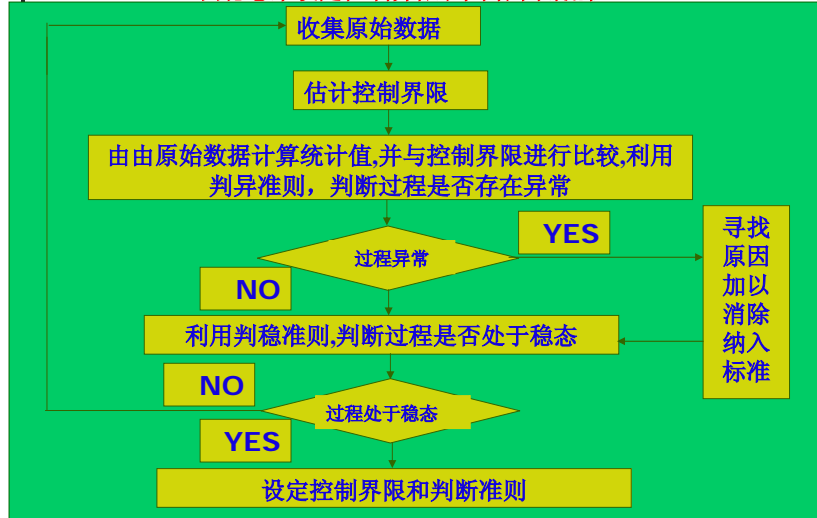 收集原始数据
估计控制界限
由由原始数据计算统计值,并与控制界限进行比较,利用
判异准则，判断过程是否存在异常
YES
过程异常
寻找
原因
加以
消除
纳入
标准
NO
利用判稳准则,判断过程是否处于稳态
NO
过程处于稳态
YES
设定控制界限和判断准则